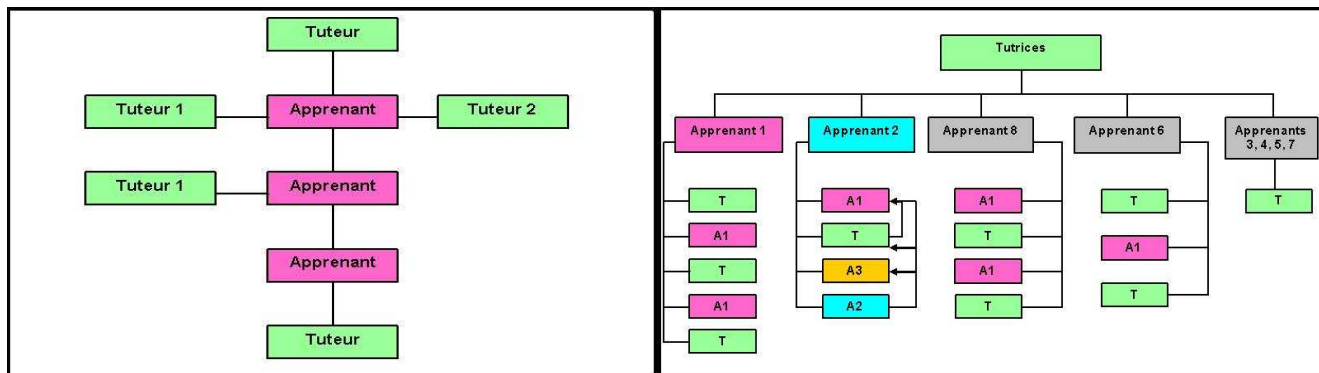 Tuteur
Tuteur 1
Apprenant
Tuteur 2
Tuteur 1
Apprenant
Apprenant
Tuteur
Tutrices
Apprenant 1
Apprenant 2
Apprenant 8
Apprenant 6
Apprenants
3, 4, 5, 7
T
A1
T
A1
T
A1
T
A3
A2
A1
T
A1
T
T
A1
T
T